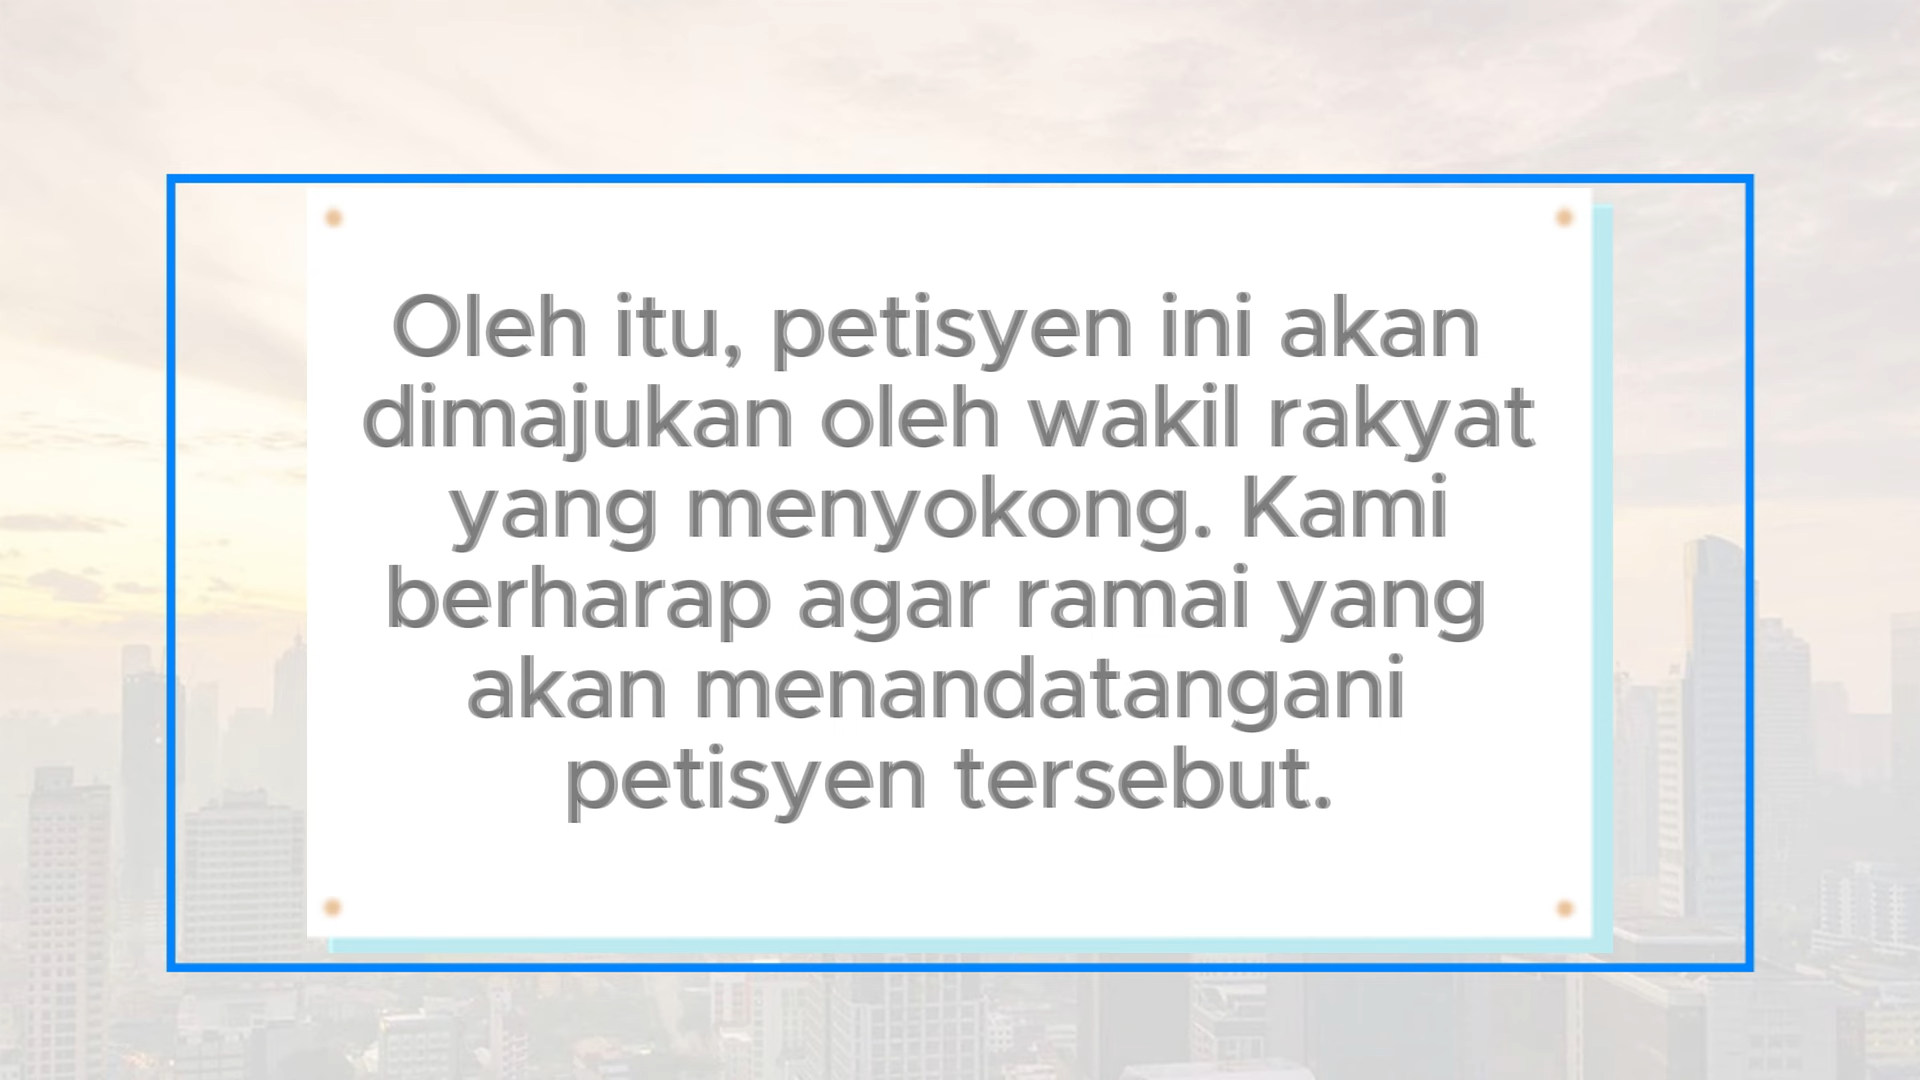 Oleh itu, petisyen ini akan
dimajukan oleh wakil rakyat
yang menyokong. Kami
berharap agar ramai yang
akan menandatangani
petisyen tersebut.